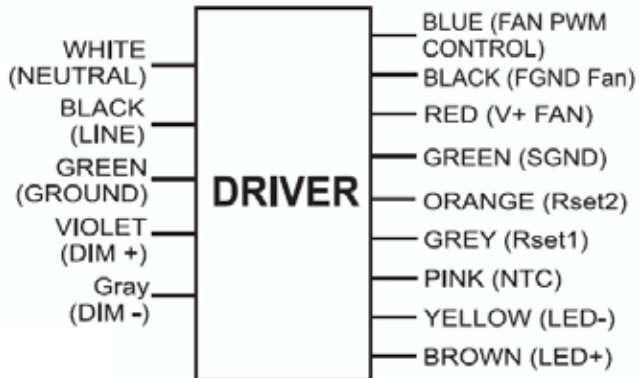 WHITE
(NEUTRAL)
BLACK
(LINE)
GREEN
(GROUND)
VIOLET
(DIM +)
Gray
(DIM -)
DRIVER
BLUE (FAN PWM
CONTROL)
BLACK (FGND Fan)
RED (V+ FAN)
GREEN (SGND)
ORANGE (Rset2)
GREY (Rset1)
PINK (NTC)
YELLOW (LED-)
BROWN (LED+)